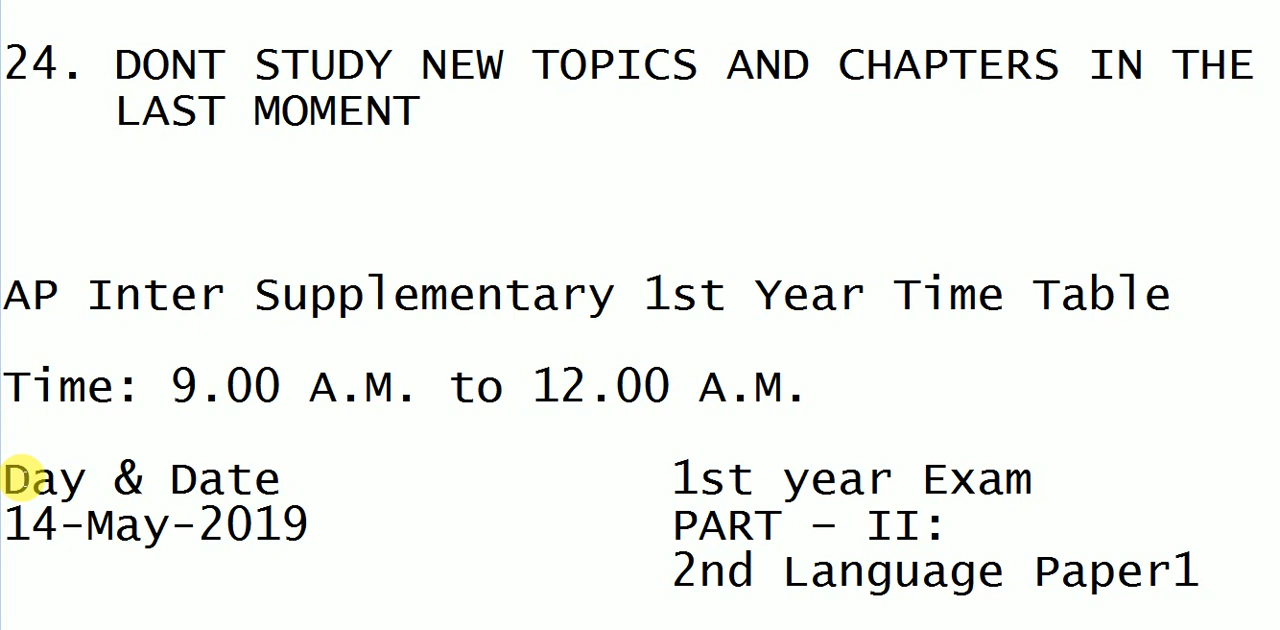 24. DONT STUDY NEW TOPICS AND CHAPTERS IN THE
LAST MOMENT
AP Inter Supplementary 1st Year Time Table
Time: 9.00 A.M. to 12.00 A.M.
Day & Date 1st year Exam
14-May-2019 PART – II:
2nd Language Paper1